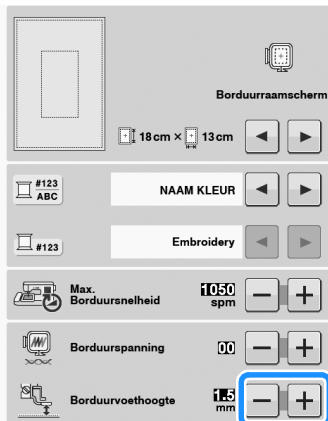 Borduurraamscherm
18 cm × 13 cm
#123
ABC
NAAM KLEUR
#123
Embroidery
Max.
Borduursnelheid
1050
spm
Borduurspanning
00
Borduurvoethoogte
1.5
mm